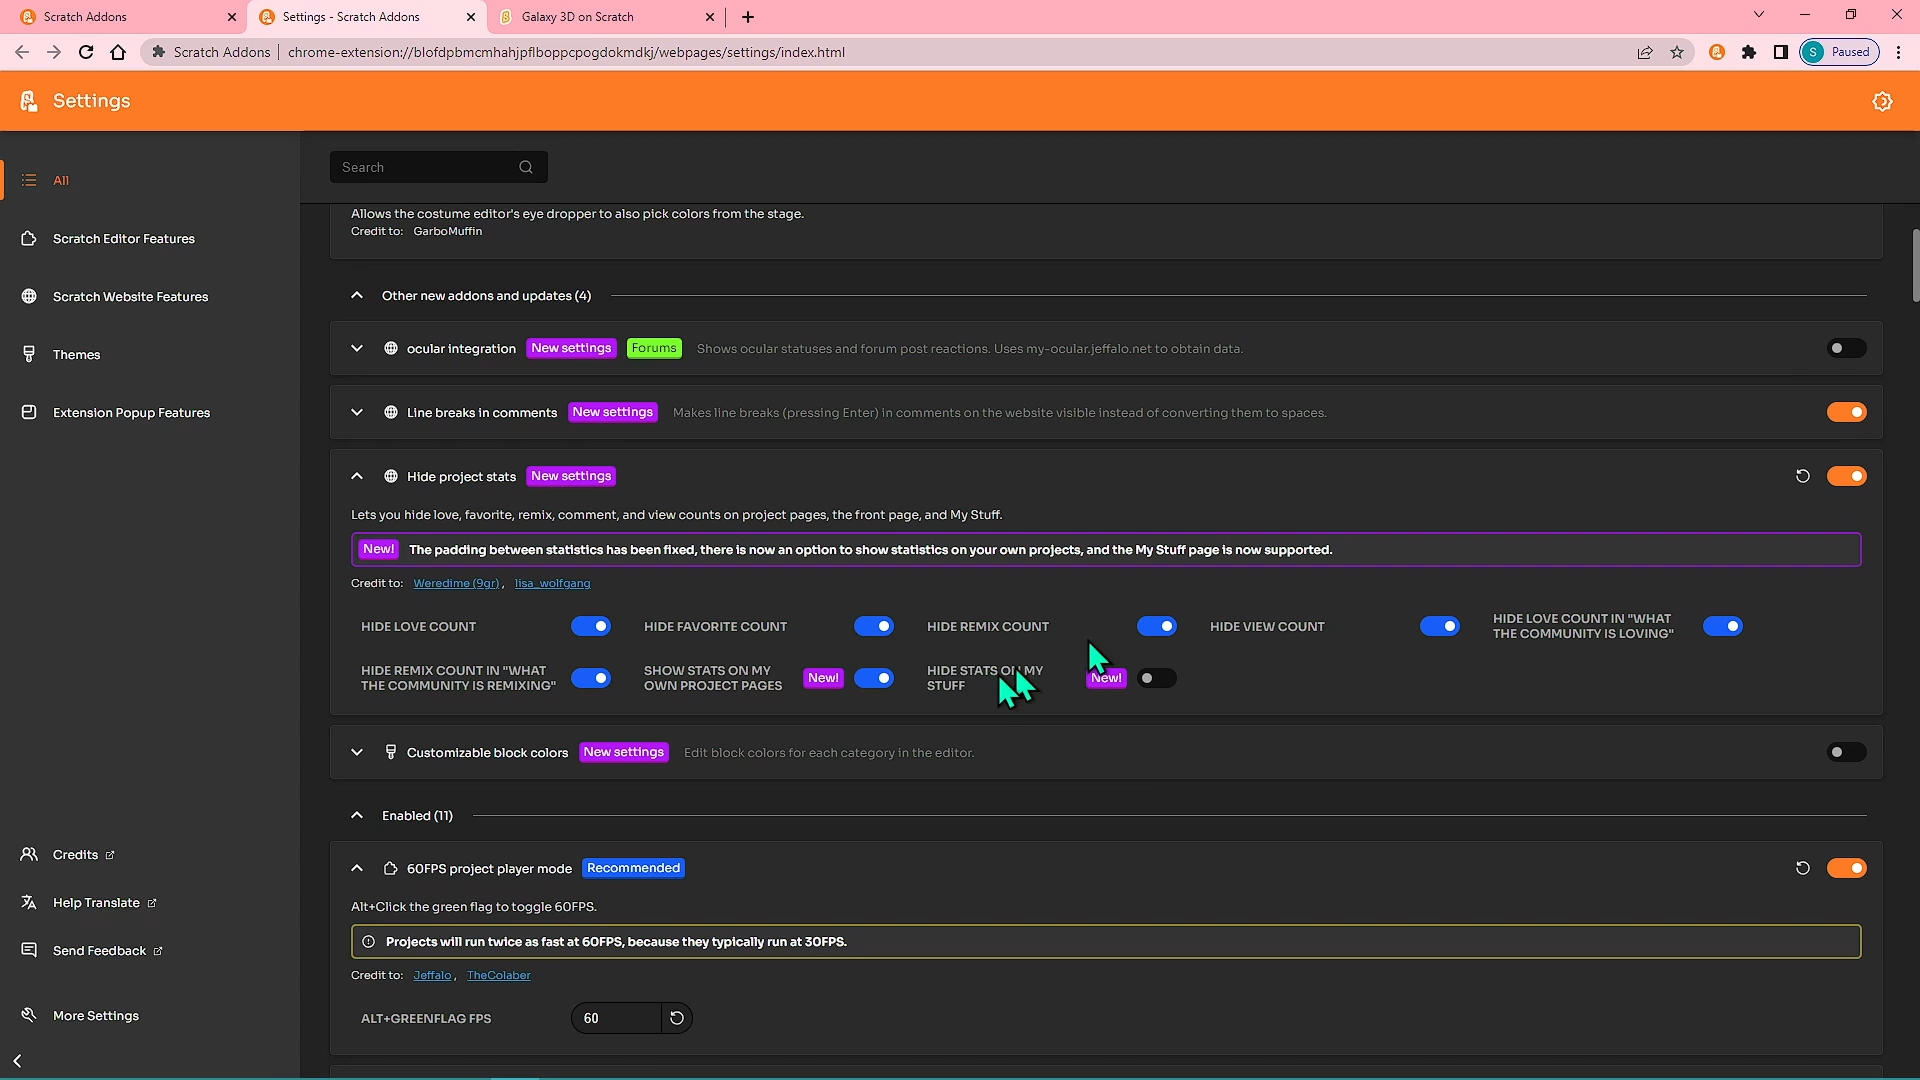 Scratch Addons
Settings - Scratch Addons
Galaxy 3D on Scratch
Scratch Addons
chrome-extension://blofdpbmcmhahjpflboppcpogdokmdkj/webpages/settings/index.html
S
Paused
Settings
All
Scratch Editor Features
Scratch Website Features
Themes
Extension Popup Features
Credits
Help Translate
Send Feedback
More Settings
Search
Allows the costume editor's eye dropper to also pick colors from the stage.
Credit to: GarboMuffin
Other new addons and updates (4)
ocular integration New settings Forums Shows ocular statuses and forum post reactions. Uses my-ocular.jeffalo.net to obtain data.
Line breaks in comments New settings Makes line breaks (pressing Enter) in comments on the website visible instead of converting them to spaces.
Hide project stats New settings
Lets you hide love, favorite, remix, comment, and view counts on project pages, the front page, and My Stuff.
New! The padding between statistics has been fixed, there is now an option to show statistics on your own projects, and the My Stuff page is now supported.
Credit to: Weredime (9gr), lisa_wolfgang
HIDE LOVE COUNT
HIDE FAVORITE COUNT
HIDE REMIX COUNT
HIDE VIEW COUNT
HIDE LOVE COUNT IN "WHAT
THE COMMUNITY IS LOVING"
HIDE REMIX COUNT IN "WHAT
THE COMMUNITY IS REMIXING"
SHOW STATS ON MY
OWN PROJECT PAGES
New!
HIDE STATS ON MY
STUFF
New!
Customizable block colors New settings Edit block colors for each category in the editor.
Enabled (11)
60FPS project player mode Recommended
Alt+Click the green flag to toggle 60FPS.
Projects will run twice as fast at 60FPS, because they typically run at 30FPS.
Credit to: Jeffalo, TheColaber
ALT+GREENFLAG FPS
60